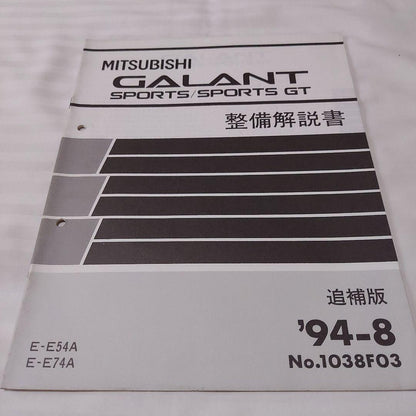 MITSUBISHI
GALANT
SPORTS/SPORTS GT
整備解説書
追補版
'94-8
No.1038F03
E-E54A
E-E74A